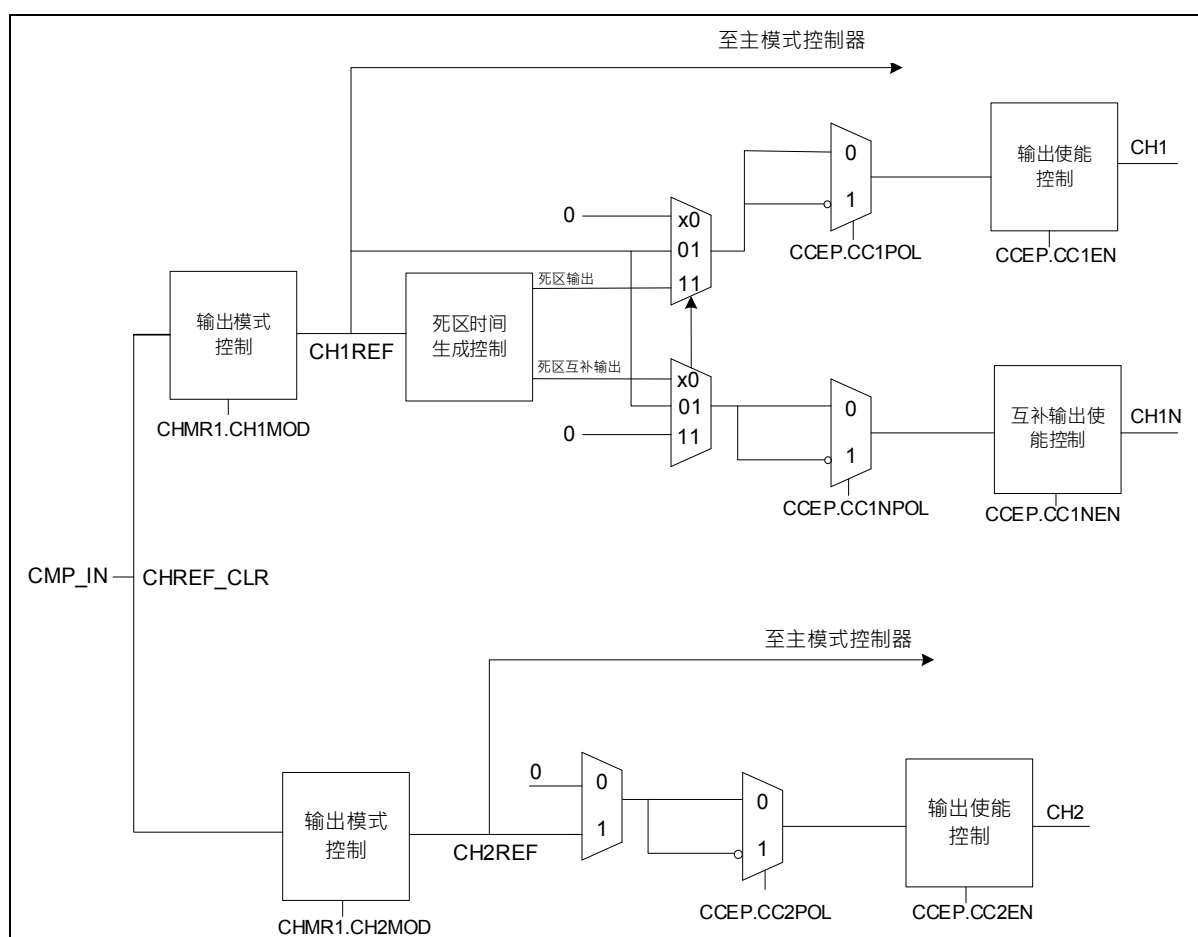 至主模式控制器
0
1
CCEP.CC1POL
输出使能
控制
CH1
CCEP.CC1EN
0
x0
01
11
输出模式
控制
CHMR1.CH1MOD
CH1REF
死区时间
生成控制
死区输出
死区互补输出
x0
01
11
0
0
1
CCEP.CC1NPOL
互补输出使
能控制
CH1N
CCEP.CC1NEN
CMP_IN
CHREF_CLR
至主模式控制器
输出模式
控制
CHMR1.CH2MOD
CH2REF
0
0
1
0
1
CCEP.CC2POL
输出使能
控制
CH2
CCEP.CC2EN